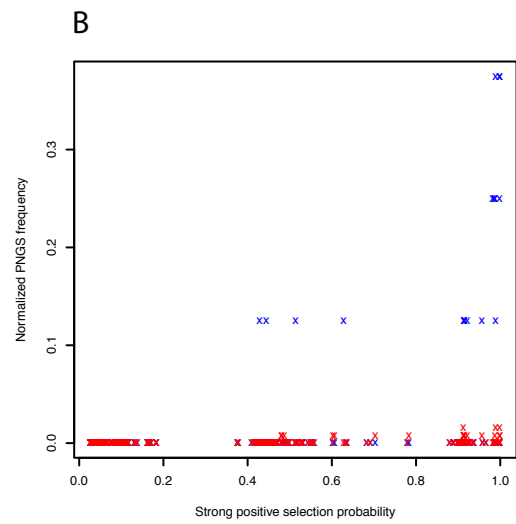 B
Normalized PNGS frequency
0.3
0.2
0.1
0.0
0.0 0.2 0.4 0.6 0.8 1.0
Strong positive selection probability